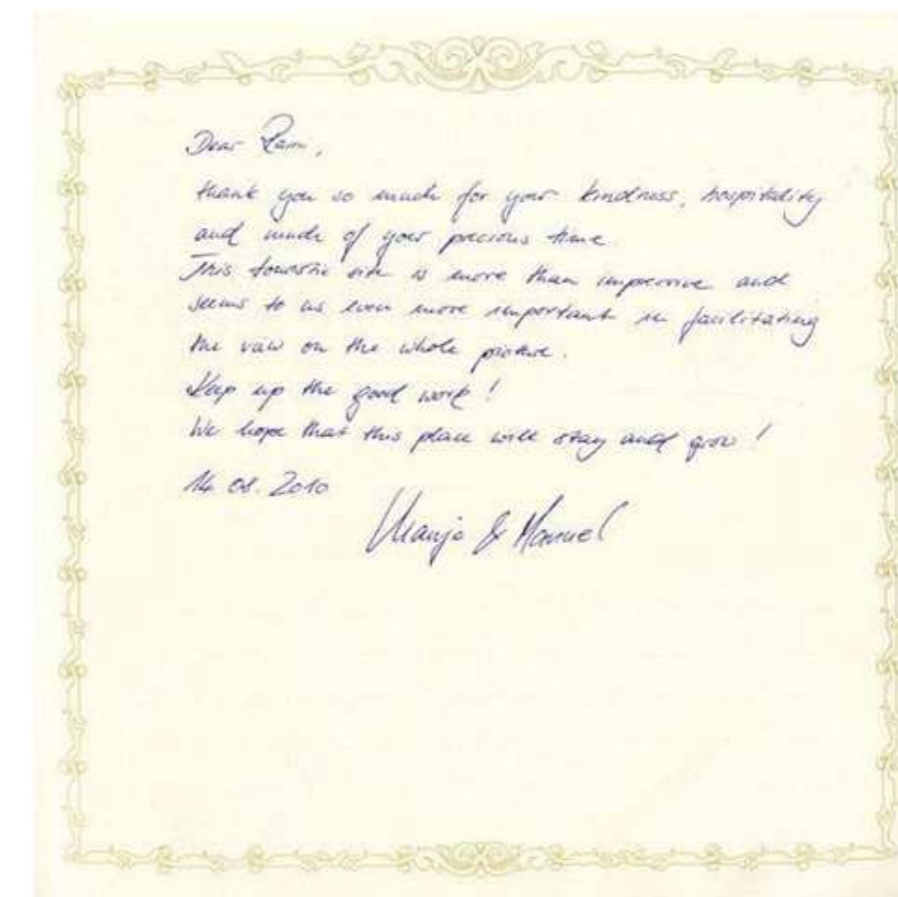 Dear Rami,
thank you so much for your kindness, hospitality
and much of your precious time.
This touristic site is more than impressive and
seems to us even more important in facilitating
the view on the whole picture.
Keep up the good work!
We hope that this place will stay and grow!
14.08.2010
& Manuel